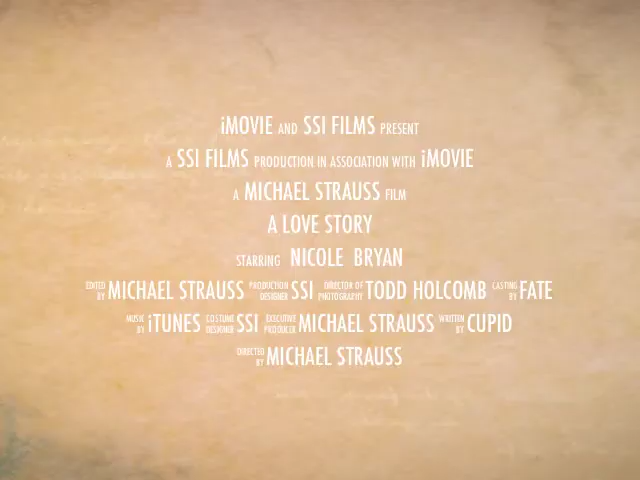 iMOVIE AND SSI FILMS PRESENT
A SSI FILMS PRODUCTION IN ASSOCIATION WITH iMOVIE
A MICHAEL STRAUSS FILM
A LOVE STORY
STARRING NICOLE BRYAN
EDITED BY MICHAEL STRAUSS PRODUCTION DESIGNER SSI DIRECTOR OF PHOTOGRAPHY TODD HOLCOMB CASTING BY FATE
MUSIC BY iTUNES COSTUME DESIGNER SSI EXECUTIVE PRODUCER MICHAEL STRAUSS WRITTEN BY CUPID
DIRECTED BY MICHAEL STRAUSS